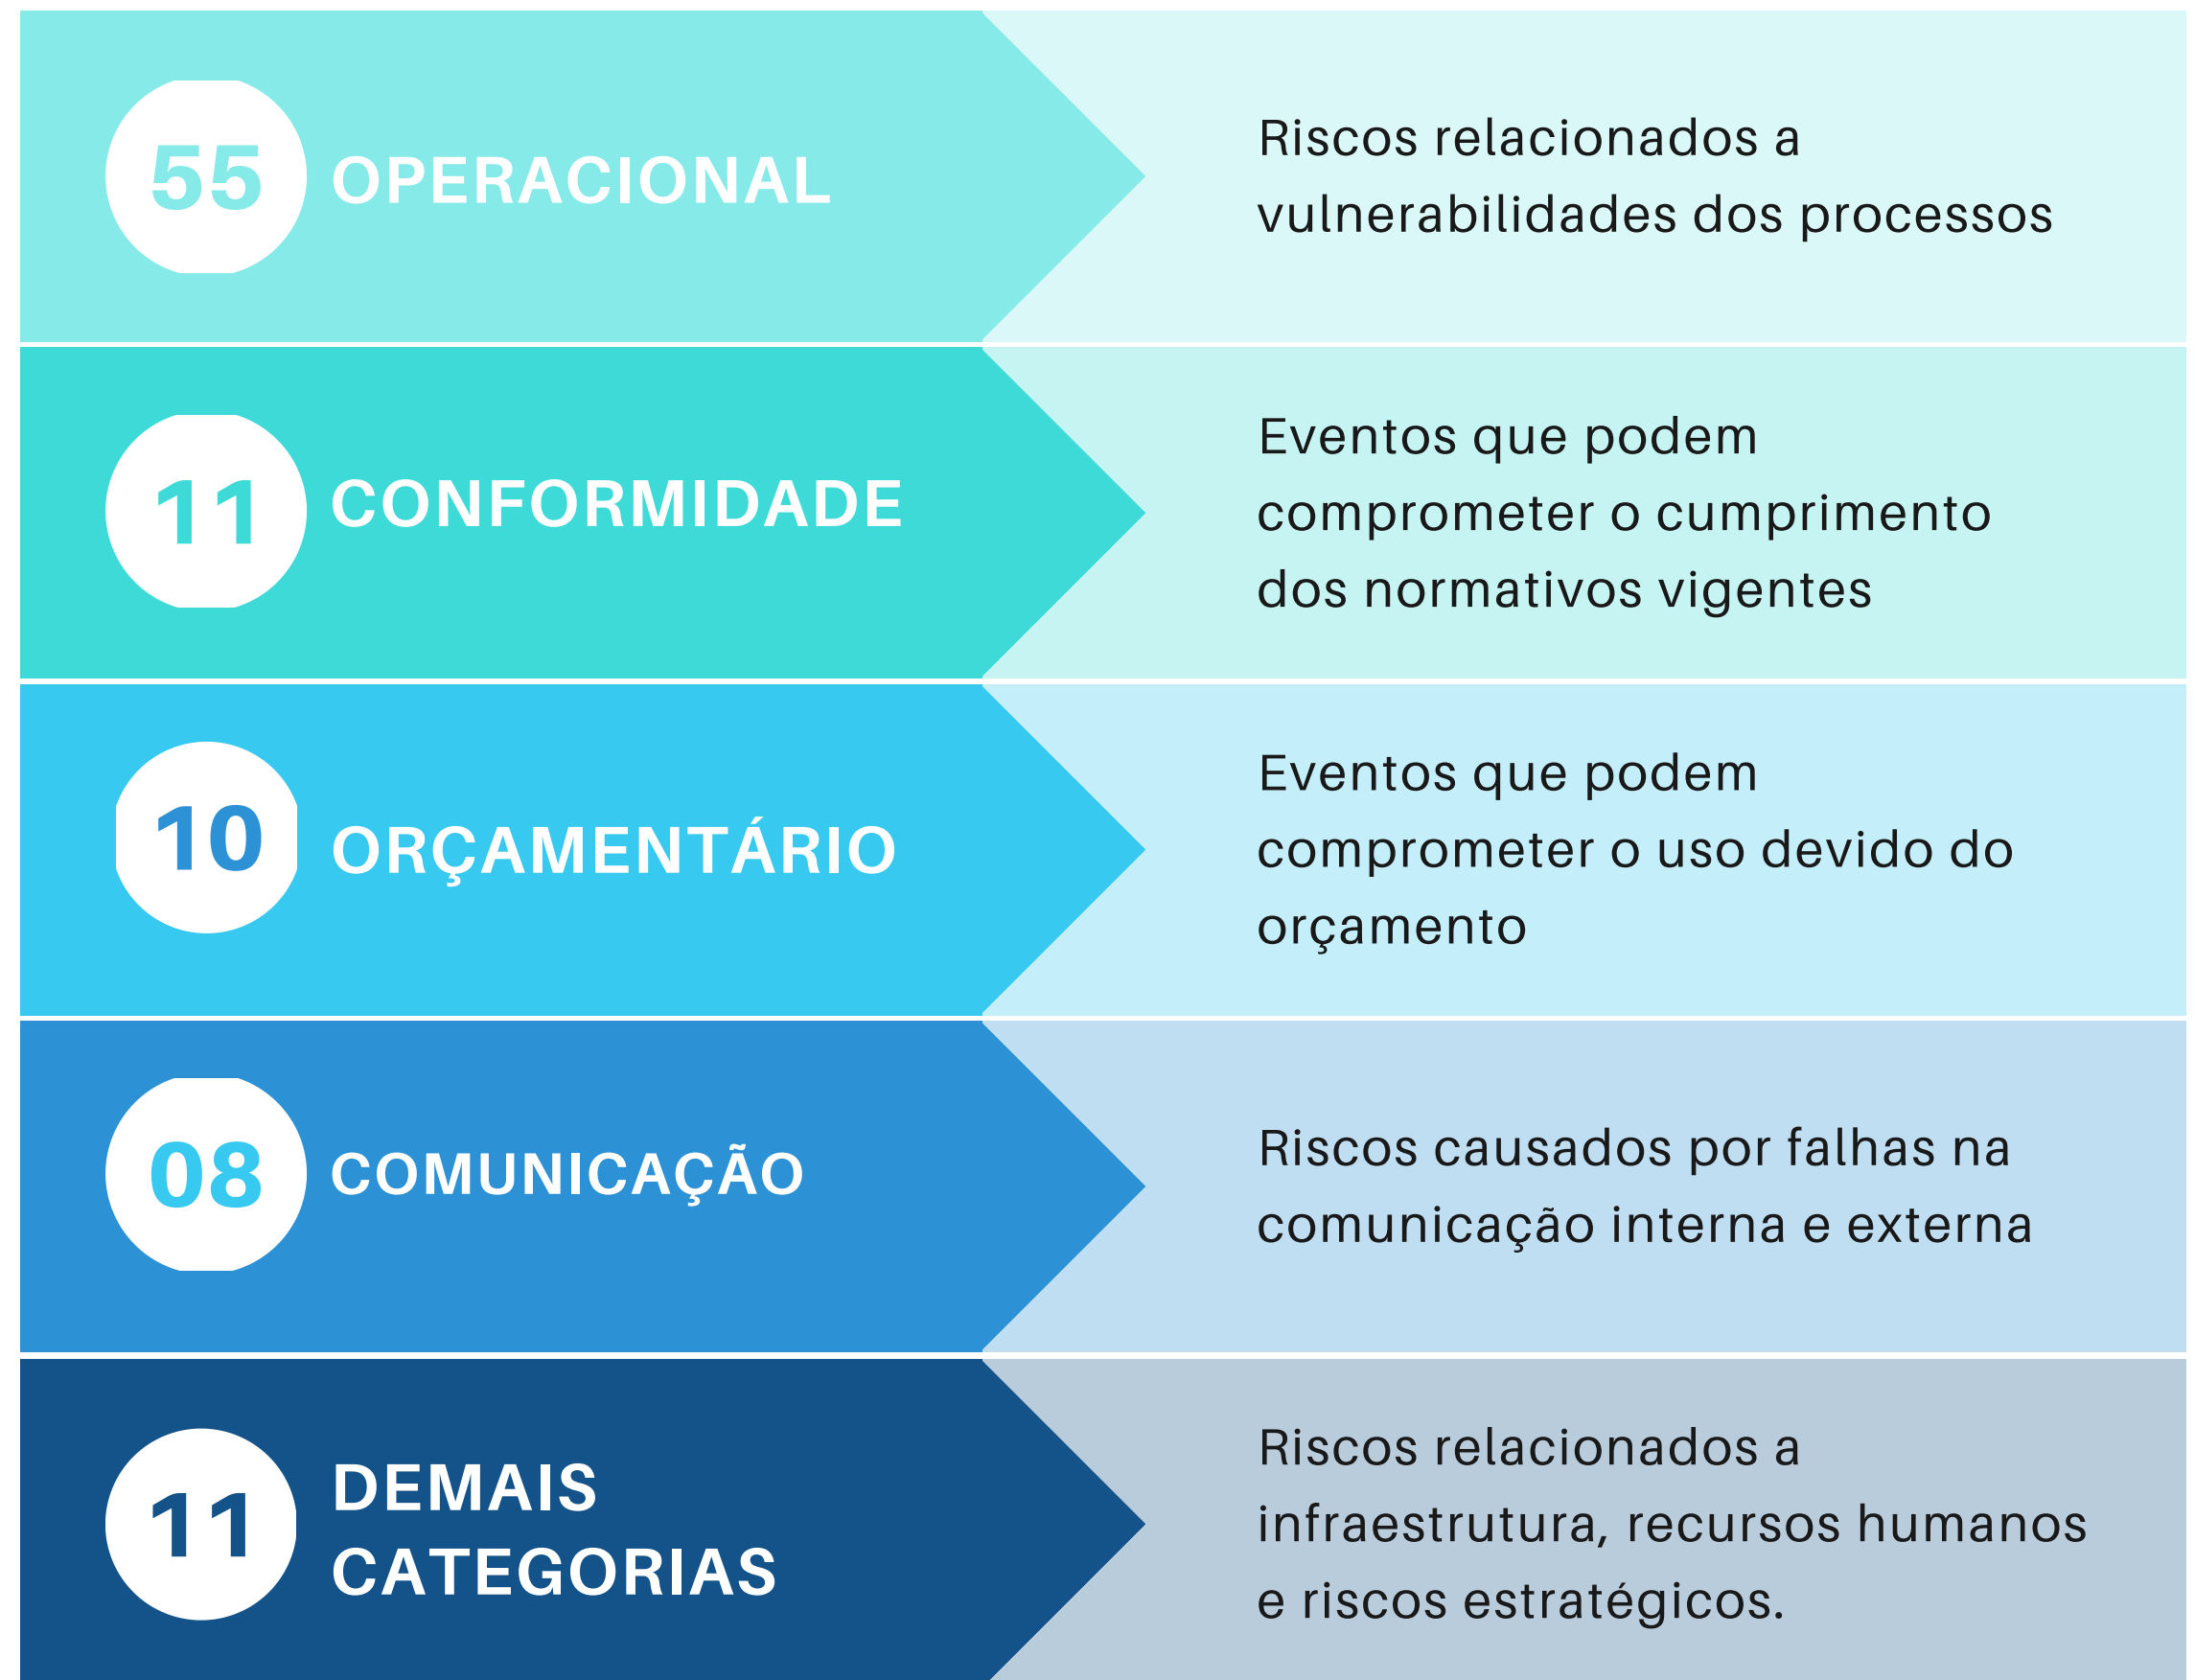 55
OPERACIONAL
Riscos relacionados a
vulnerabilidades dos processos
11
CONFORMIDADE
Eventos que podem
comprometer o cumprimento
dos normativos vigentes
10
ORÇAMENTÁRIO
Eventos que podem
comprometer o uso devido do
orçamento
08
COMUNICAÇÃO
Riscos causados por falhas na
comunicação interna e externa
11
DEMAIS
CATEGORIAS
Riscos relacionados a
infraestrutura, recursos humanos
e riscos estratégicos.